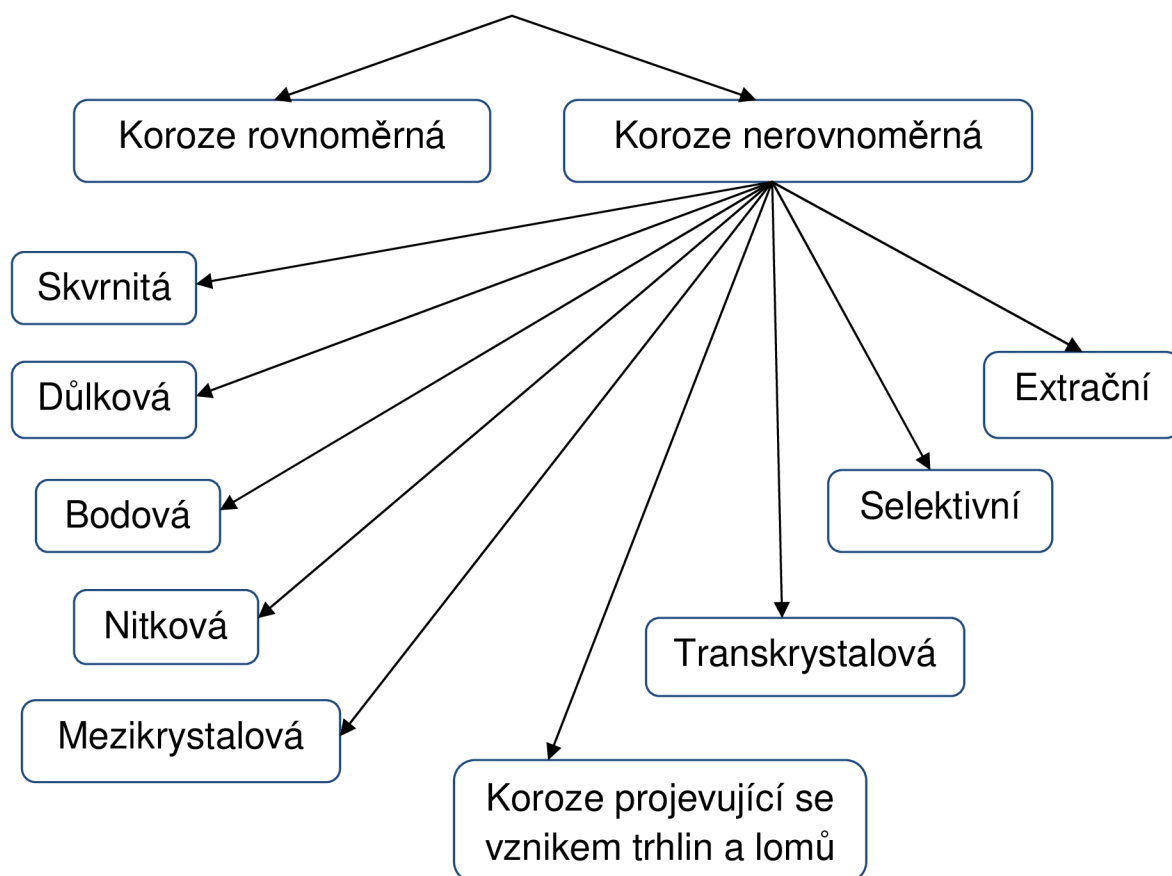 Koroze rovnoměrná
Koroze nerovnoměrná
Skvrnitá
Důlková
Extrační
Bodová
Selektivní
Nitková
Transkrystalová
Mezikrystalová
Koroze projevující se
vznikem trhlin a lomů